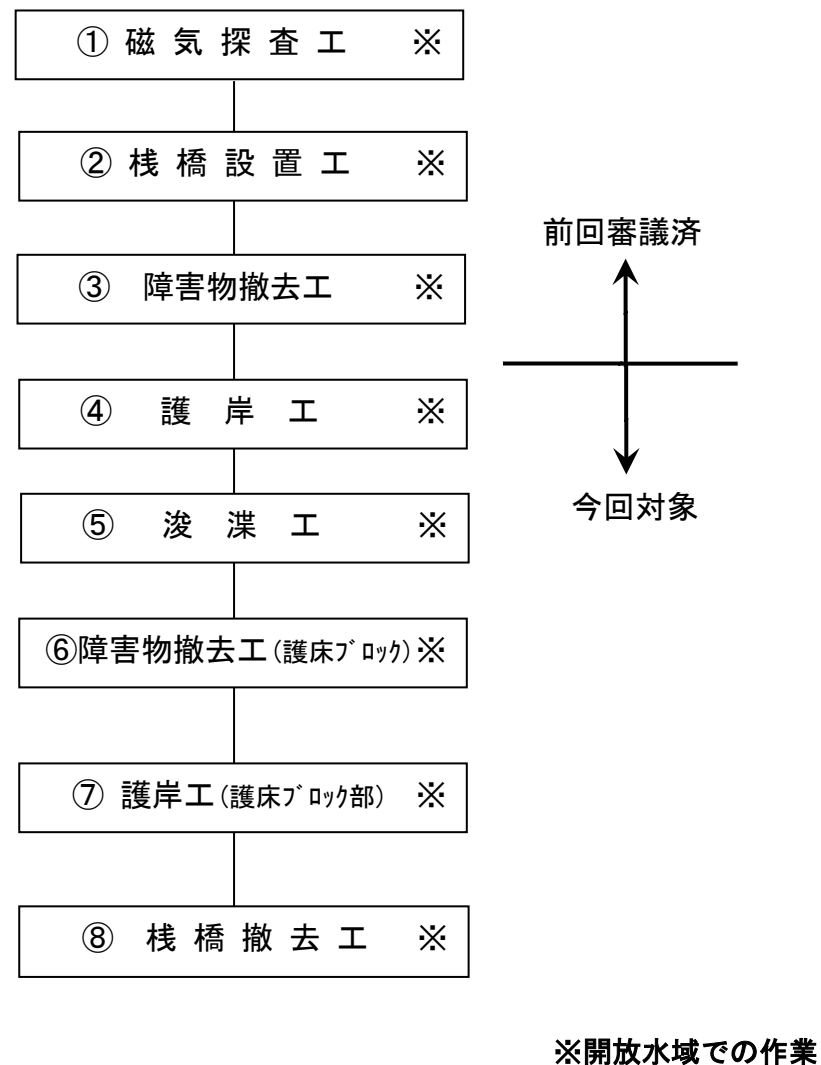 ① 磁気探査工 ※
② 桟橋設置工 ※
前回審議済
③ 障害物撤去工 ※
④ 護岸工 ※
⑤ 浚渫工 ※
今回対象
⑥障害物撤去工(護床ﾌﾞﾛｯｸ)※
⑦ 護岸工(護床ﾌﾞﾛｯｸ部) ※
⑧ 桟橋撤去工 ※
※開放水域での作業